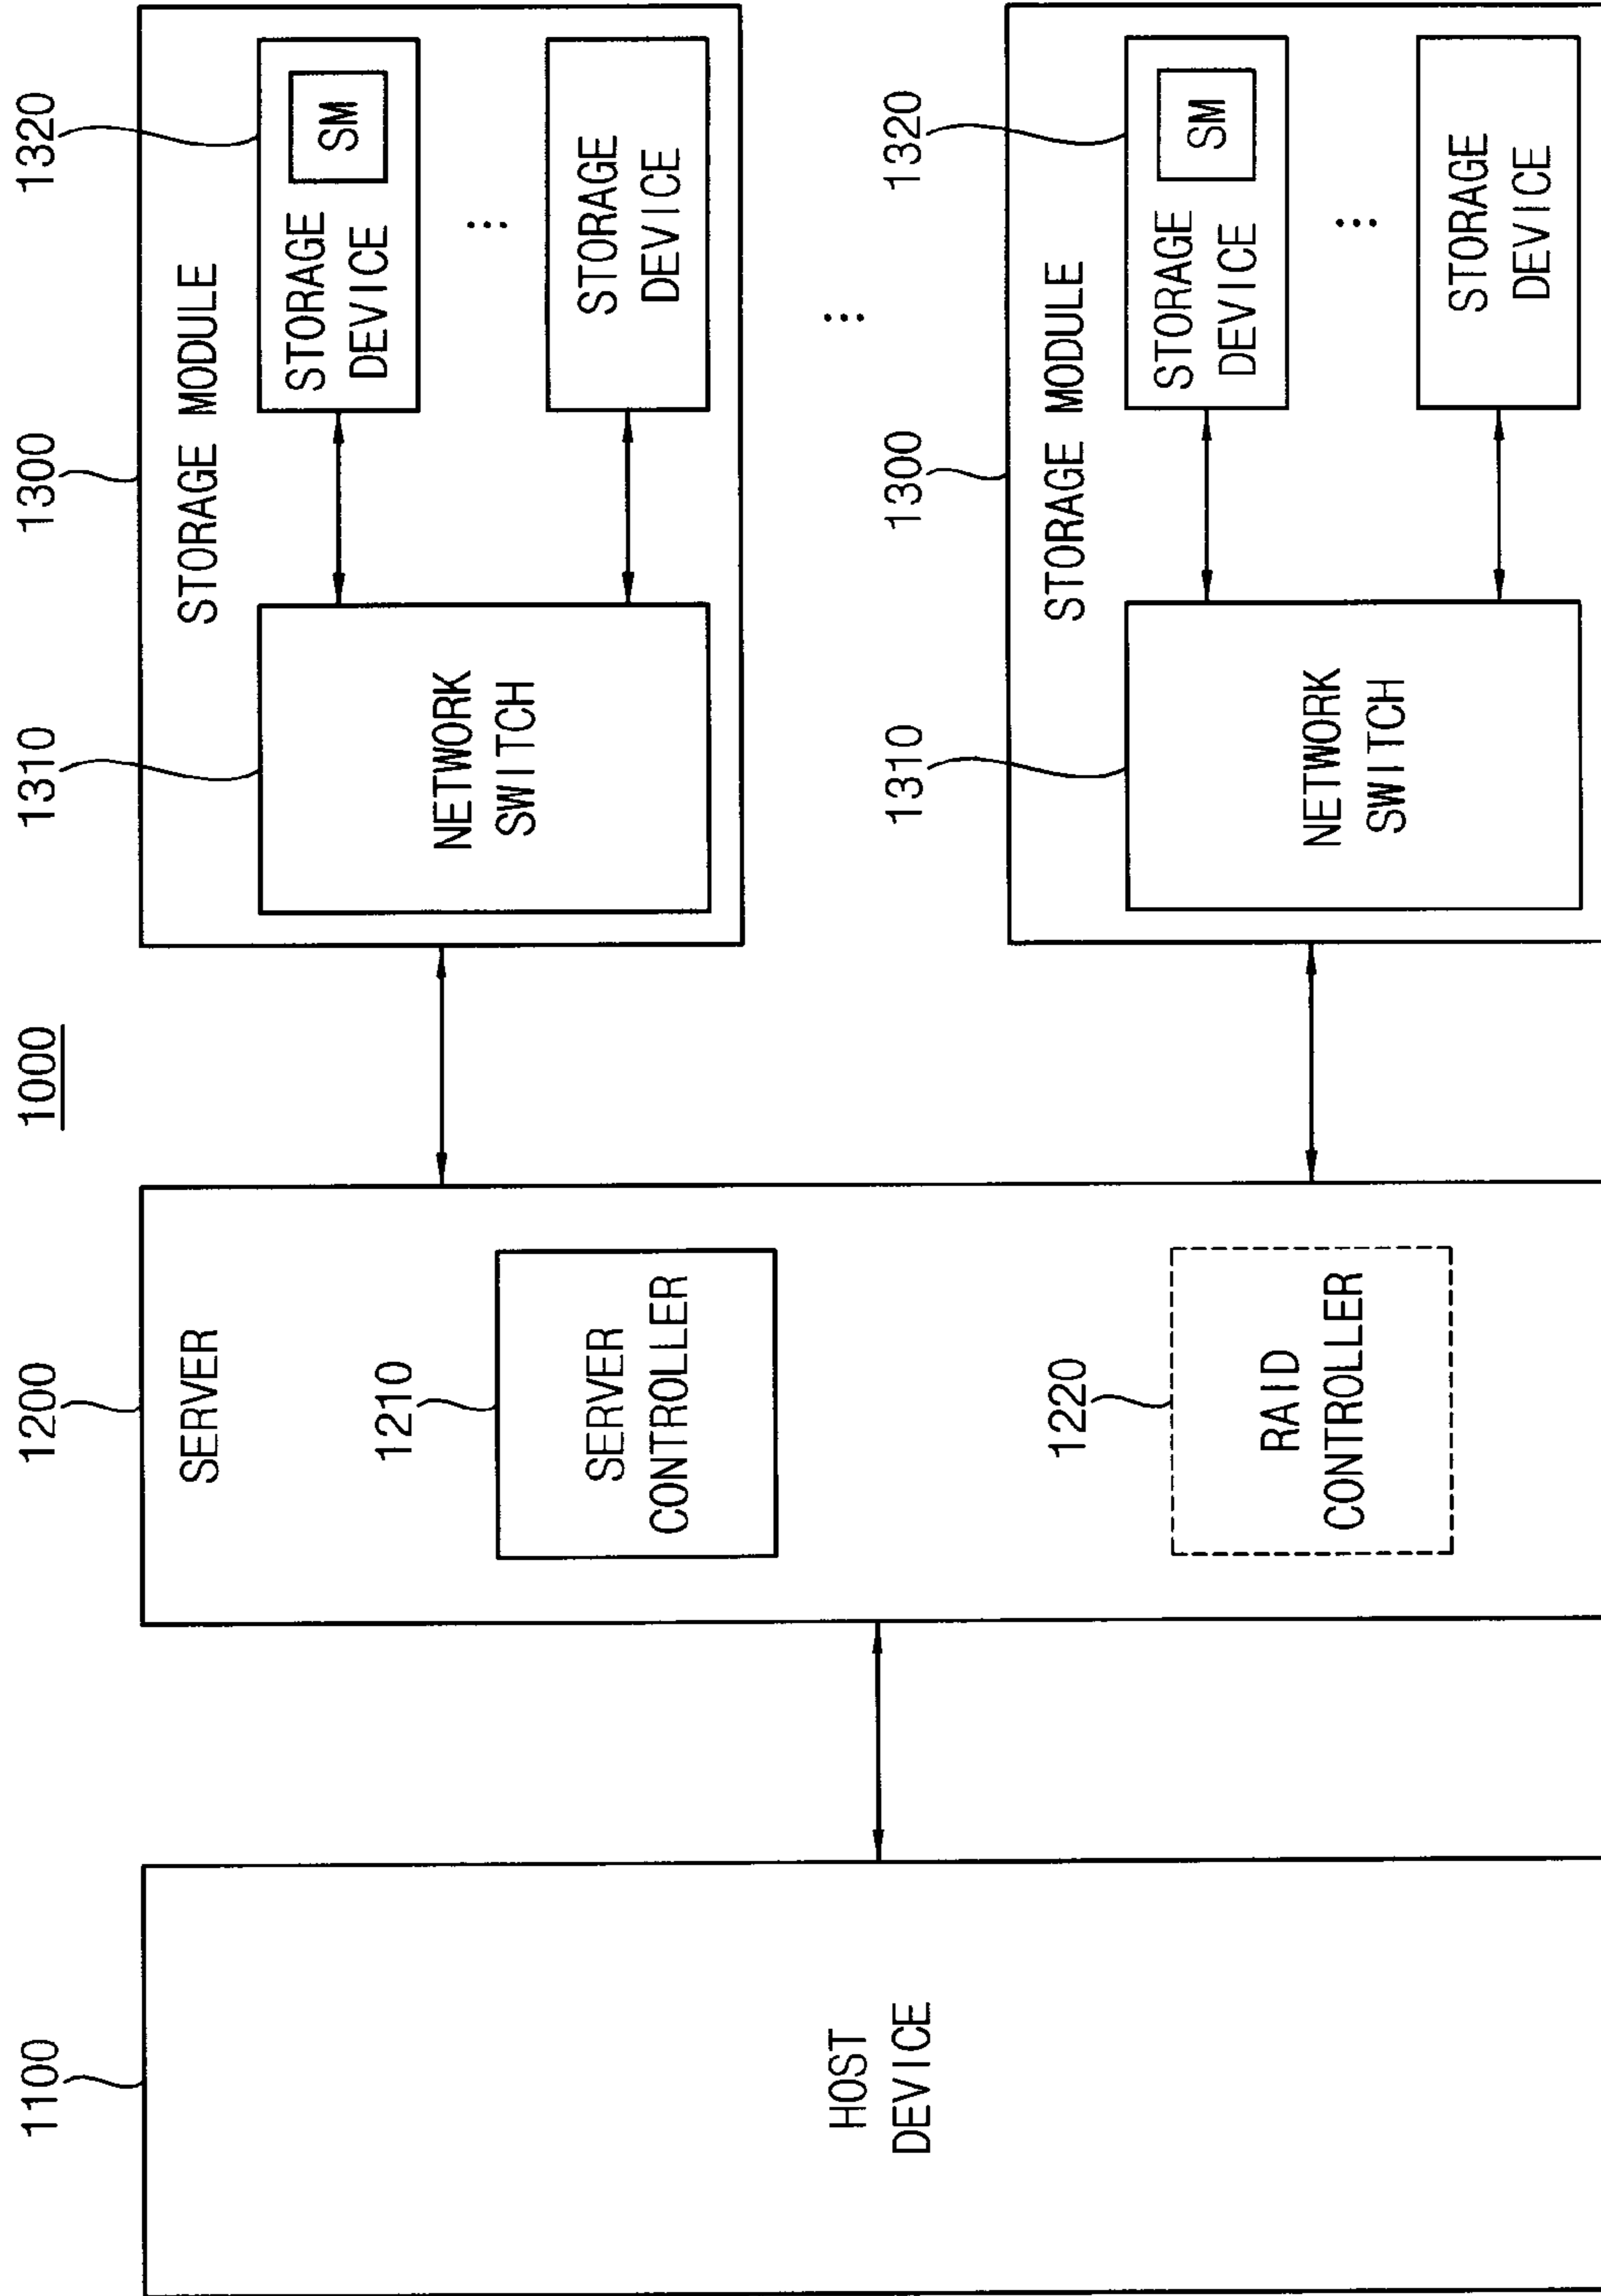 1000
1100
HOST
DEVICE
1200
SERVER
1210
SERVER
CONTROLLER
1220
RAID
CONTROLLER
1300
STORAGE MODULE
1310
NETWORK
SWITCH
1320
STORAGE
DEVICE
SM
⋮
STORAGE
DEVICE
⋮
1300
STORAGE MODULE
1310
NETWORK
SWITCH
1320
STORAGE
DEVICE
SM
⋮
STORAGE
DEVICE